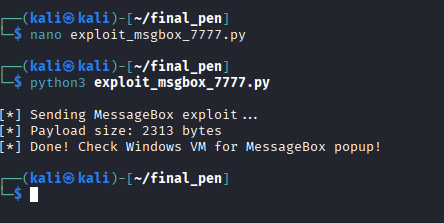 ┌──(kali㉿kali)-[~/final_pen]
└─$ nano exploit_msgbox_7777.py
┌──(kali㉿kali)-[~/final_pen]
└─$ python3 exploit_msgbox_7777.py
[*] Sending MessageBox exploit...
[*] Payload size: 2313 bytes
[*] Done! Check Windows VM for MessageBox popup!
┌──(kali㉿kali)-[~/final_pen]
└─$